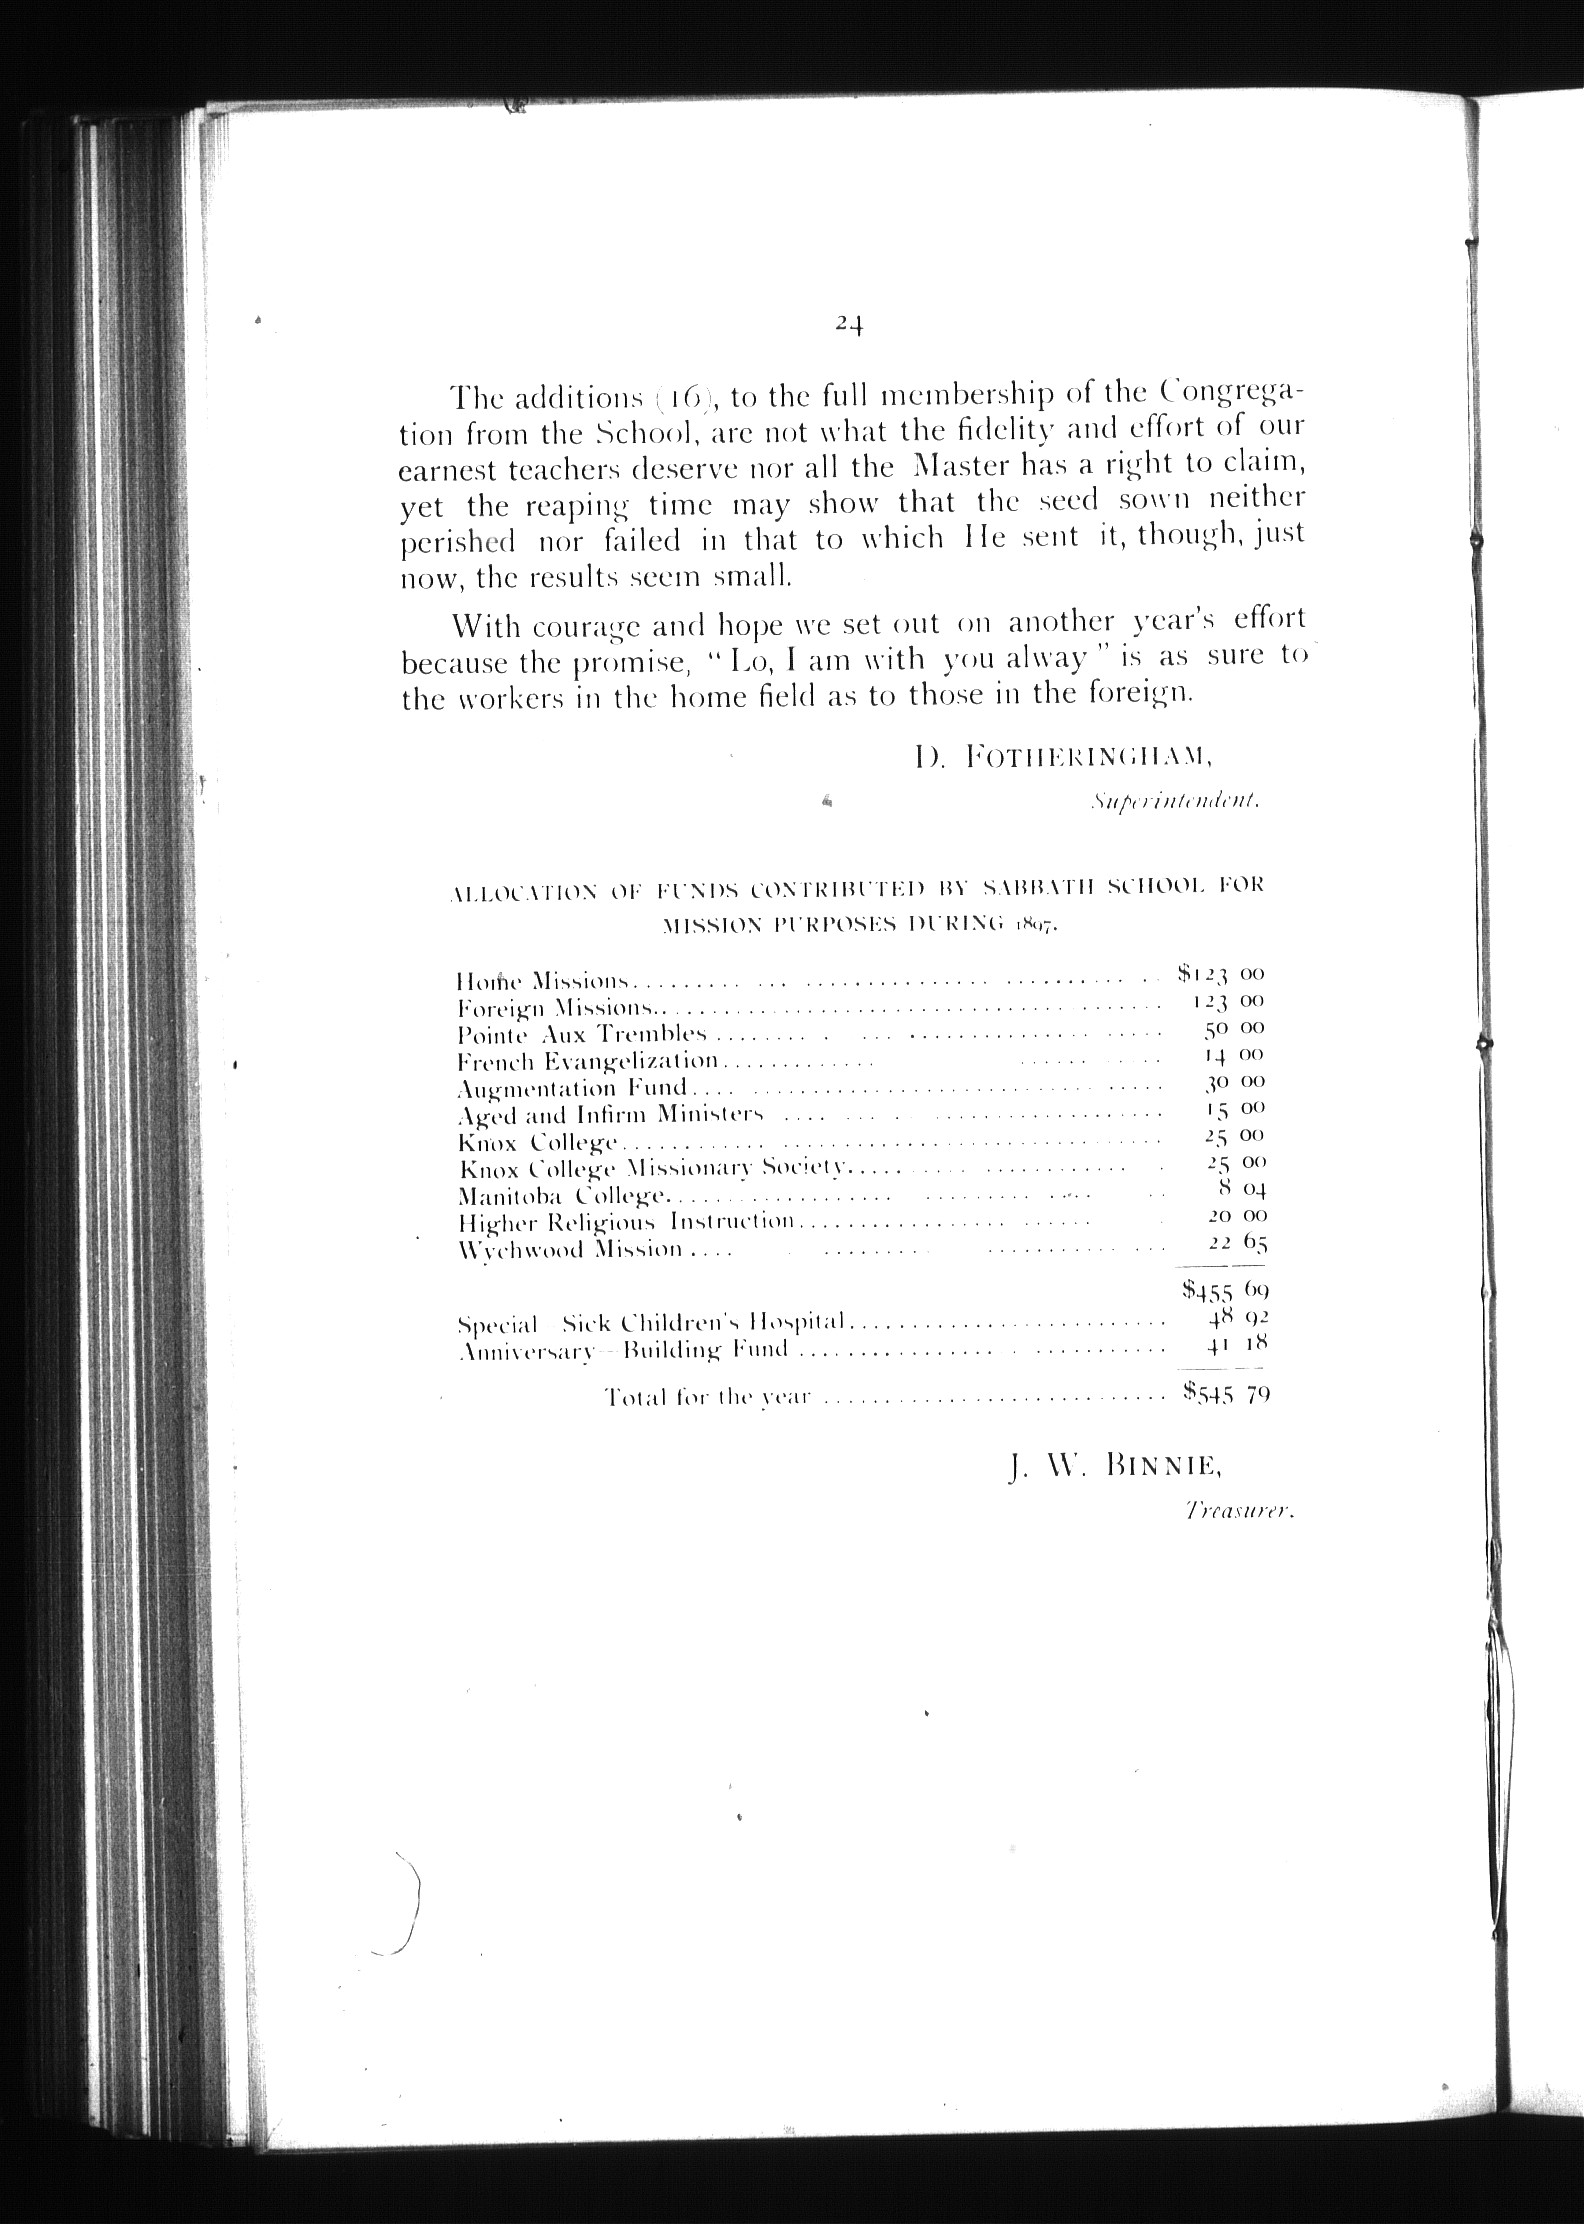 24
The additions (16), to the full membership of the Congrega-
tion from the School, are not what the fidelity and effort of our
earnest teachers deserve nor all the Master has a right to claim,
yet the reaping time may show that the seed sown neither
perished nor failed in that to which He sent it, though, just
now, the results seem small.
With courage and hope we set out on another year's effort
because the promise, "Lo, I am with you alway" is as sure to
the workers in the home field as to those in the foreign.
D. FOTHERINGHAM,
Superintendent.
ALLOCATION OF FUNDS CONTRIBUTED BY SABBATH SCHOOL FOR
MISSION PURPOSES DURING 1897.
Home Missions.......... $123 00
Foreign Missions.......... 123 00
Pointe Aux Trembles.......... 50 00
French Evangelization.......... 14 00
Augmentation Fund.......... 30 00
Aged and Infirm Ministers.......... 15 00
Knox College.......... 25 00
Knox College Missionary Society.......... 25 00
Manitoba College.......... 8 04
Higher Religious Instruction.......... 20 00
Wychwood Mission.......... 22 65
$455 69
Special—Sick Children's Hospital.......... 48 92
Anniversary—Building Fund.......... 41 18
Total for the year.......... $545 79
J. W. BINNIE,
Treasurer.